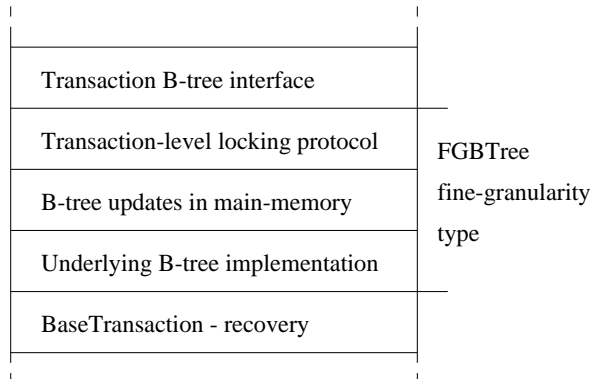 Transaction B-tree interface
Transaction-level locking protocol
B-tree updates in main-memory
Underlying B-tree implementation
BaseTransaction - recovery
FGBTree
fine-granularity
type